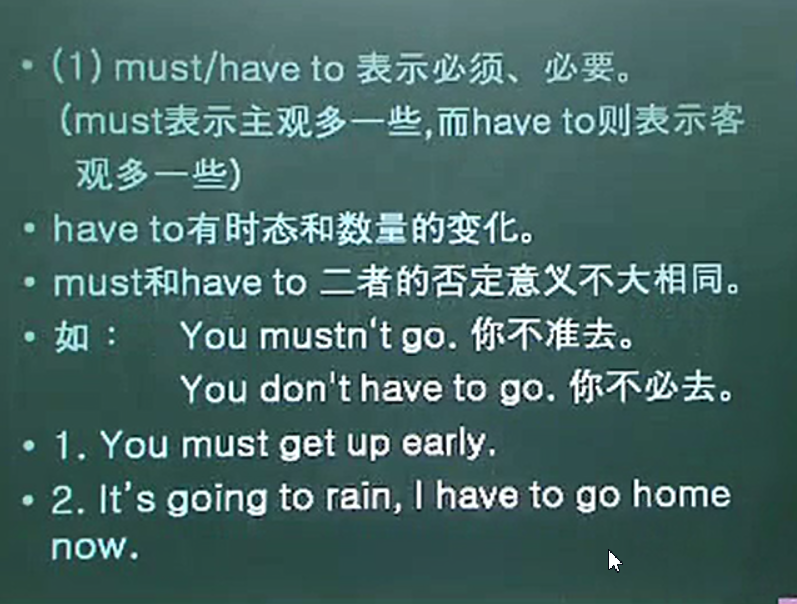 • (1) must/have to 表示必须、必要。
(must表示主观多一些,而have to则表示客
观多一些)
• have to有时态和数量的变化。
• must和have to 二者的否定意义不大相同。
• 如： You mustn‘t go. 你不准去。
You don't have to go. 你不必去。
• 1. You must get up early.
• 2. It’s going to rain, I have to go home
now.